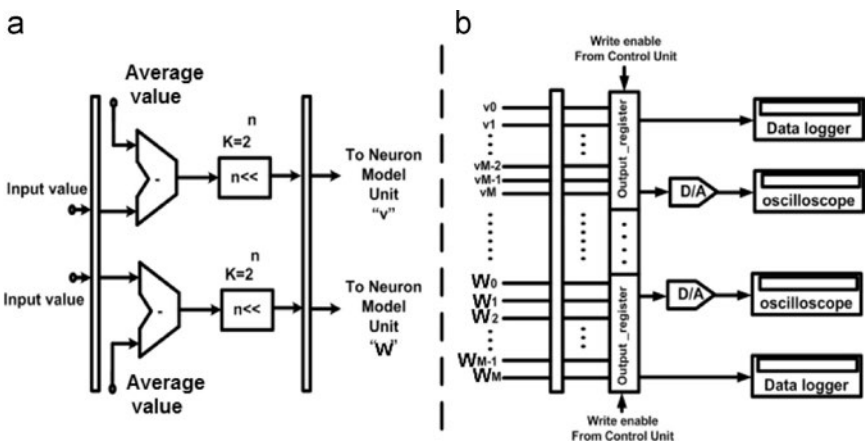 a
Average
value
n
K=2
n<<
-
Input value
To Neuron
Model
Unit
"v"
Input value
n
K=2
n<<
-
To Neuron
Model
Unit
"W"
Average
value
b
Write enable
From Control Unit
v0
v1
vM-2
vM-1
vM
W0
W1
W2
WM-1
WM
Output_register
Output_register
Data logger
D/A
oscilloscope
D/A
oscilloscope
Data logger
Write enable
From Control Unit